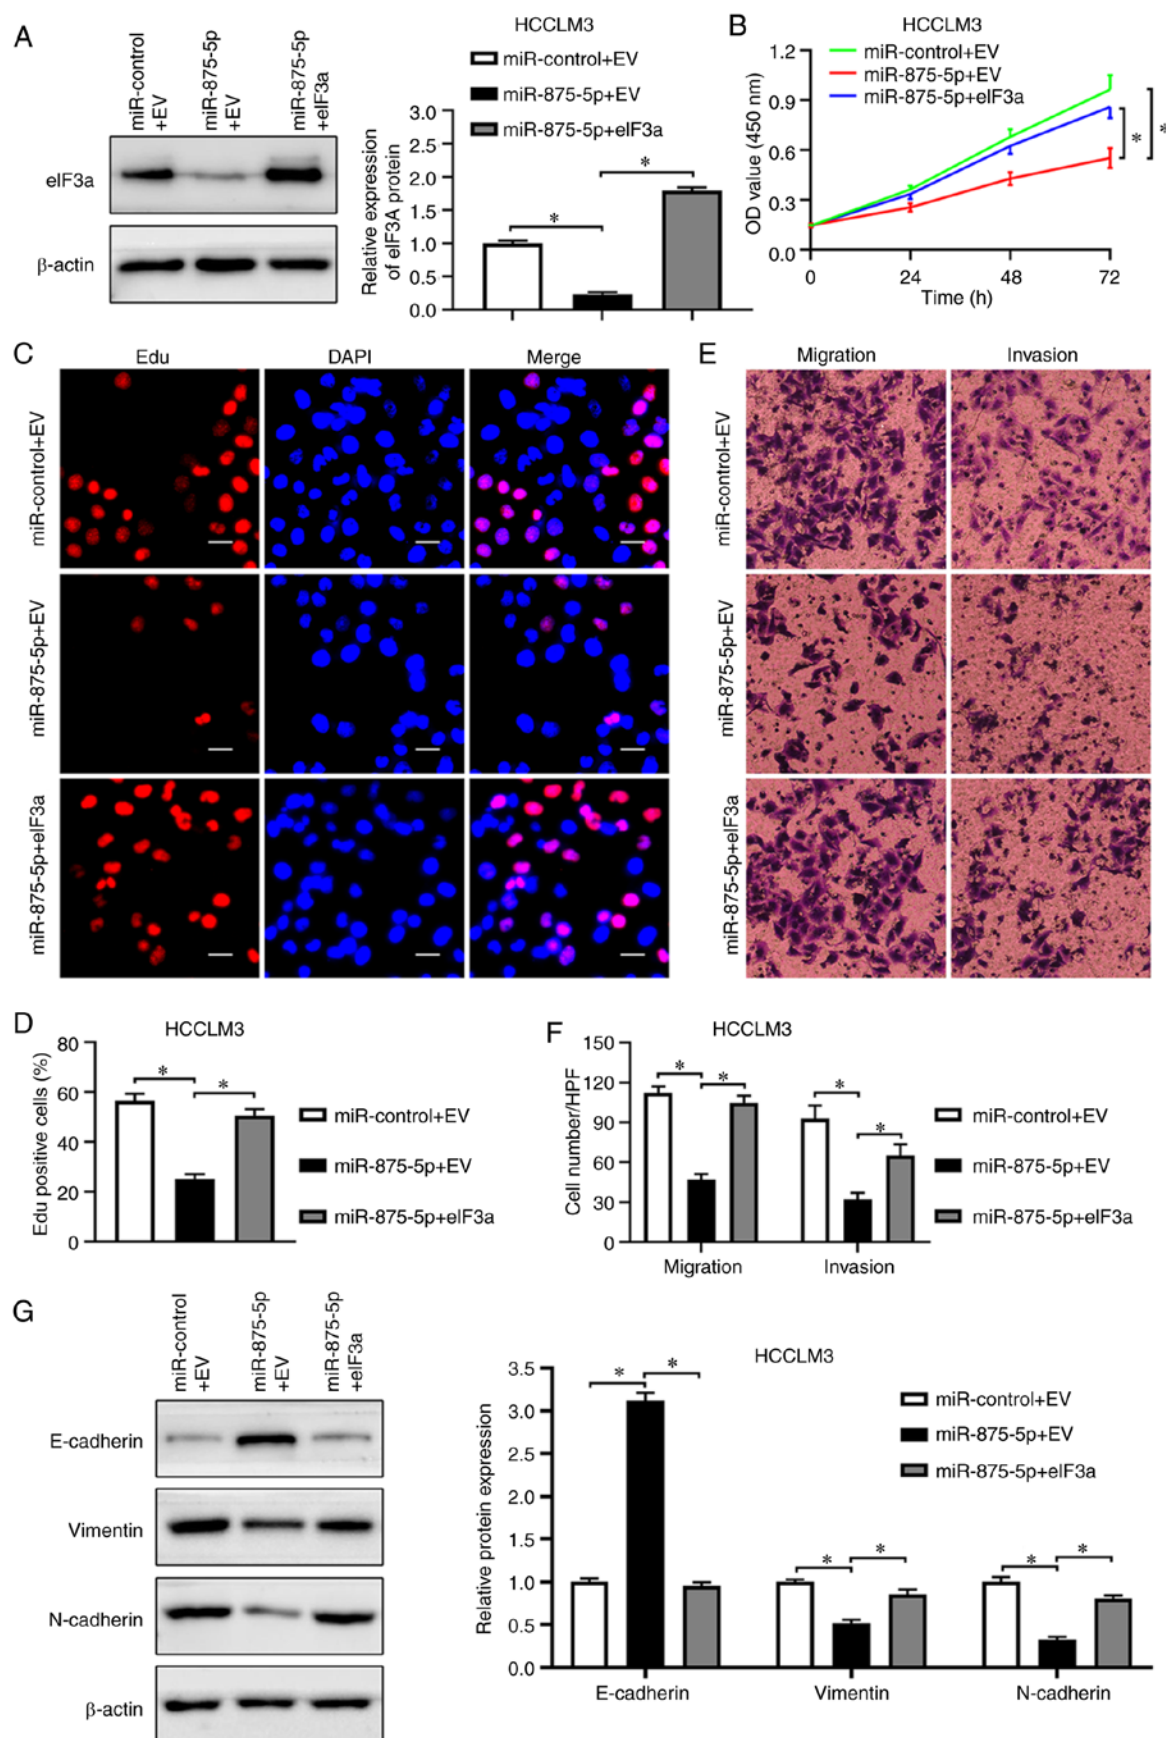 A
miR-control
+EV
miR-875-5p
+EV
miR-875-5p
+eIF3a
eIF3a
β-actin
HCCLM3
miR-control+EV
miR-875-5p+EV
miR-875-5p+eIF3a
Relative expression
of eIF3A protein
3.0
2.5
2.0
1.5
1.0
0.5
0.0
*
*
B
HCCLM3
miR-control+EV
miR-875-5p+EV
miR-875-5p+eIF3a
OD value (450 nm)
1.2
0.9
0.6
0.3
0.0
0 24 48 72
Time (h)
*
*
C
Edu DAPI Merge
miR-control+EV
miR-875-5p+EV
miR-875-5p+eIF3a
E
Migration Invasion
miR-control+EV
miR-875-5p+EV
miR-875-5p+eIF3a
D
HCCLM3
Edu positive cells (%)
80
60
40
20
0
*
*
miR-control+EV
miR-875-5p+EV
miR-875-5p+eIF3a
F
HCCLM3
Cell number/HPF
150
120
90
60
30
0
* *
* *
Migration Invasion
miR-control+EV
miR-875-5p+EV
miR-875-5p+eIF3a
G
miR-control
+EV
miR-875-5p
+EV
miR-875-5p
+eIF3a
E-cadherin
Vimentin
N-cadherin
β-actin
HCCLM3
miR-control+EV
miR-875-5p+EV
miR-875-5p+eIF3a
Relative protein expression
3.5
3.0
2.5
2.0
1.5
1.0
0.5
0.0
* *
* *
* *
E-cadherin Vimentin N-cadherin